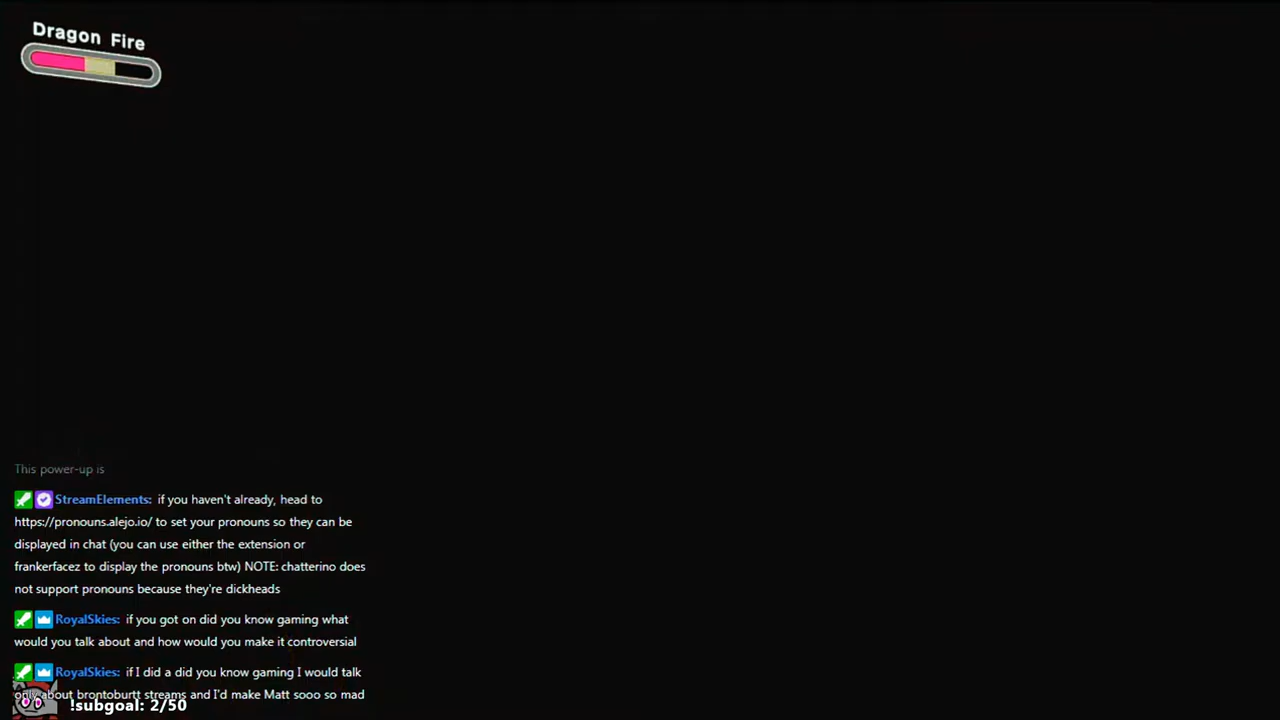 Dragon Fire
This power-up is
StreamElements: if you haven't already, head to
https://pronouns.alejo.io/ to set your pronouns so they can be
displayed in chat (you can use either the extension or
frankerfacez to display the pronouns btw) NOTE: chatterino does
not support pronouns because they're dickheads
RoyalSkies: if you got on did you know gaming what
would you talk about and how would you make it controversial
RoyalSkies: if I did a did you know gaming I would talk
only about brontoburtt streams and I'd make Matt sooo so mad
!subgoal: 2/50